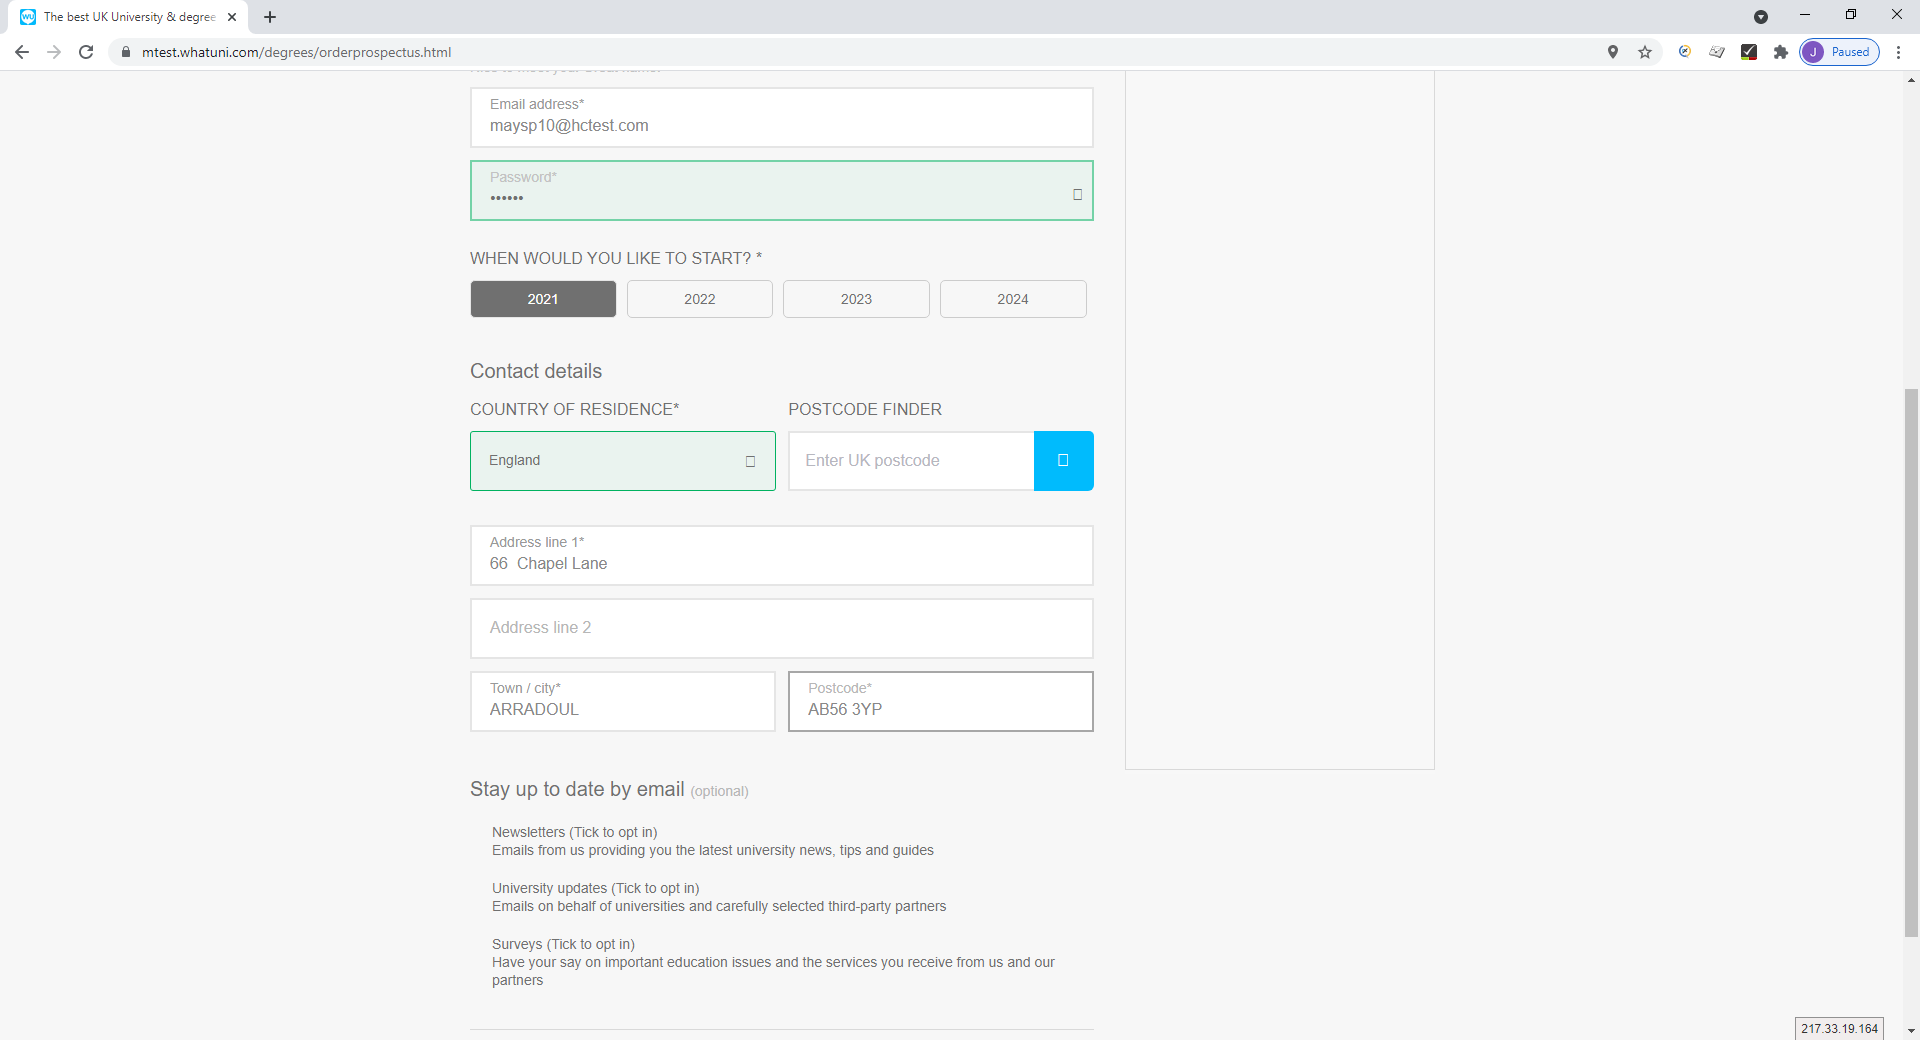 The best UK University & degree
mtest.whatuni.com/degrees/orderprospectus.html
J Paused
Email address*
maysp10@hctest.com
Password*
••••••
WHEN WOULD YOU LIKE TO START? *
2021 2022 2023 2024
Contact details
COUNTRY OF RESIDENCE* POSTCODE FINDER
England Enter UK postcode
Address line 1*
66  Chapel Lane
Address line 2
Town / city* Postcode*
ARRADOUL AB56 3YP
Stay up to date by email (optional)
Newsletters (Tick to opt in)
Emails from us providing you the latest university news, tips and guides
University updates (Tick to opt in)
Emails on behalf of universities and carefully selected third-party partners
Surveys (Tick to opt in)
Have your say on important education issues and the services you receive from us and our
partners
217.33.19.164